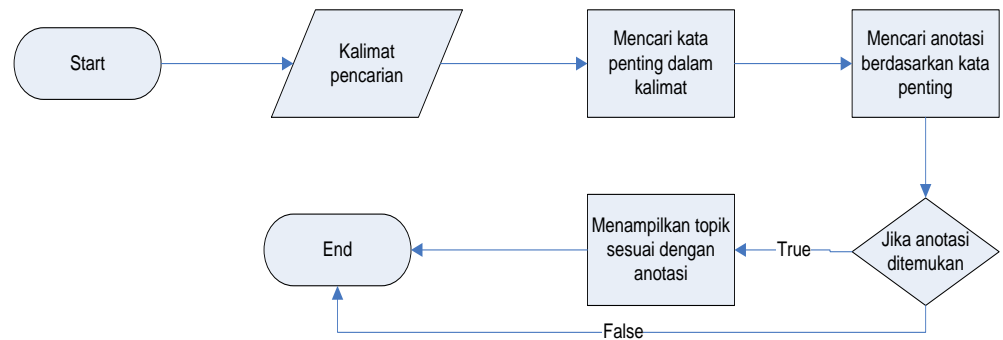 Start
Kalimat
pencarian
Mencari kata
penting dalam
kalimat
Mencari anotasi
berdasarkan kata
penting
Jika anotasi
ditemukan
True
Menampilkan topik
sesuai dengan
anotasi
End
False